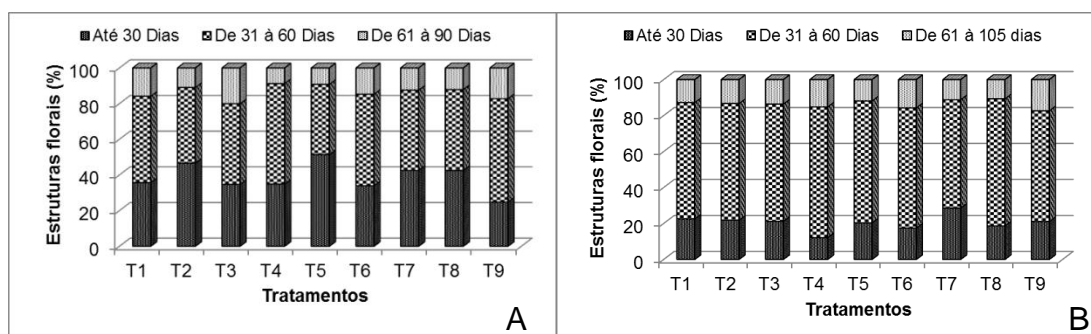 Até 30 Dias De 31 à 60 Dias De 61 à 90 Dias
Estruturas florais (%)
100
80
60
40
20
0
T1 T2 T3 T4 T5 T6 T7 T8 T9
Tratamentos
A
Até 30 Dias De 31 à 60 Dias De 61 à 105 dias
Estruturas florais (%)
100
80
60
40
20
0
T1 T2 T3 T4 T5 T6 T7 T8 T9
Tratamentos
B